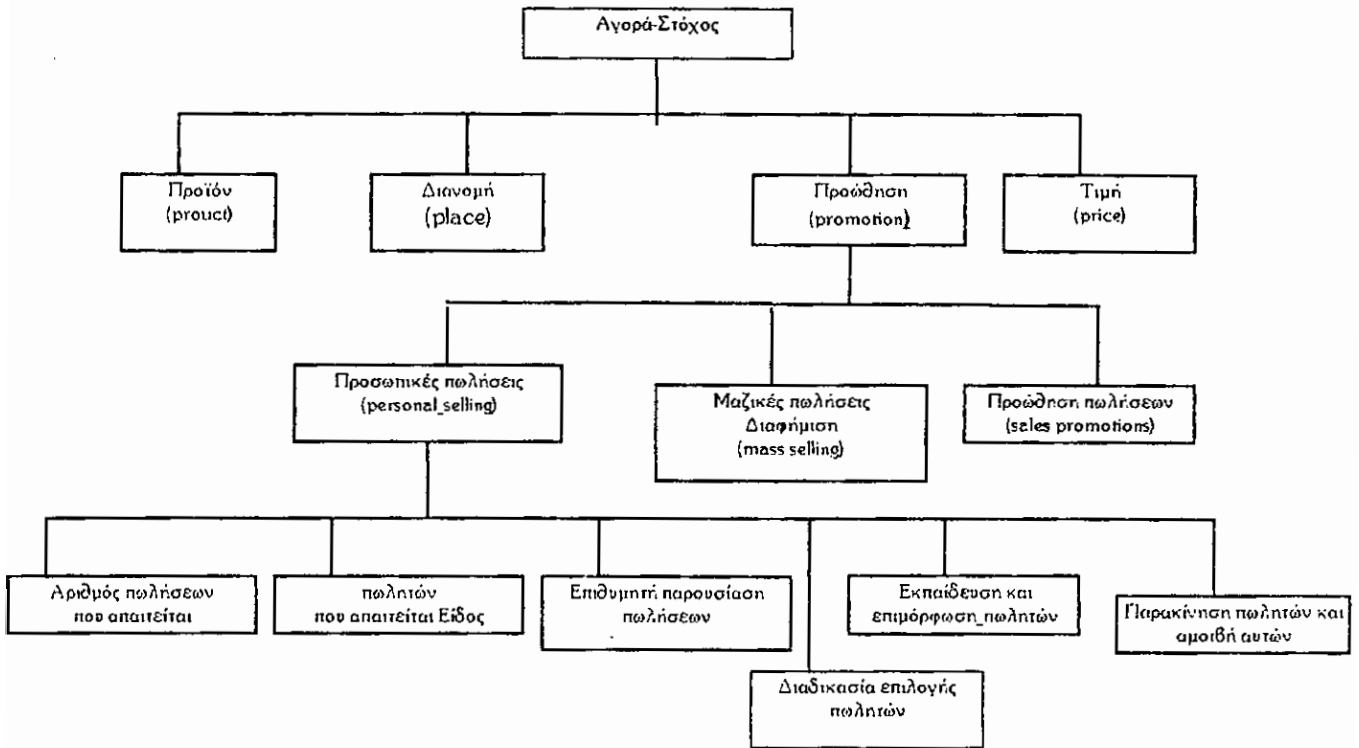 Αγορά-Στόχος
Προϊόν
(prouct)
Διανομή
(place)
Προώθηση
(promotion)
Τιμή
(price)
Προσωπικές πωλήσεις
(personal_selling)
Μαζικές πωλήσεις
Διαφήμιση
(mass selling)
Προώθηση πωλήσεων
(sales promotions)
Αριθμός πωλήσεων
που απαιτείται
πωλητών
που απαιτείται Είδος
Επιθυμητή παρουσίαση
πωλήσεων
Εκπαίδευση και
επιμόρφωση_πωλητών
Παρακίνηση πωλητών και
αμοιβή αυτών
Διαδικασία επιλογής
πωλητών